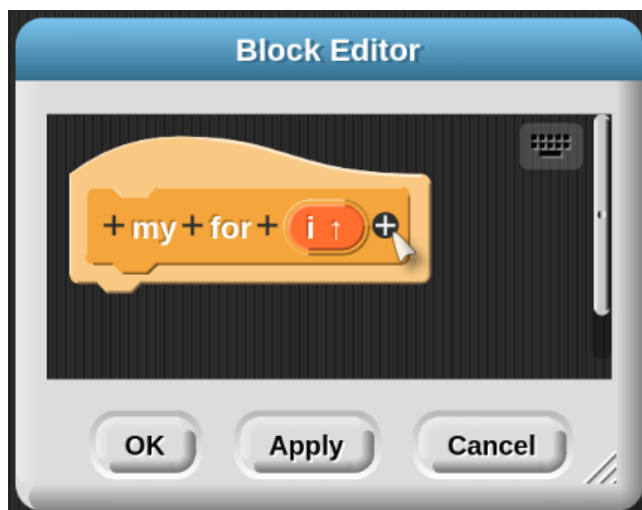 Block Editor
+ my + for + i ↑ +
OK Apply Cancel